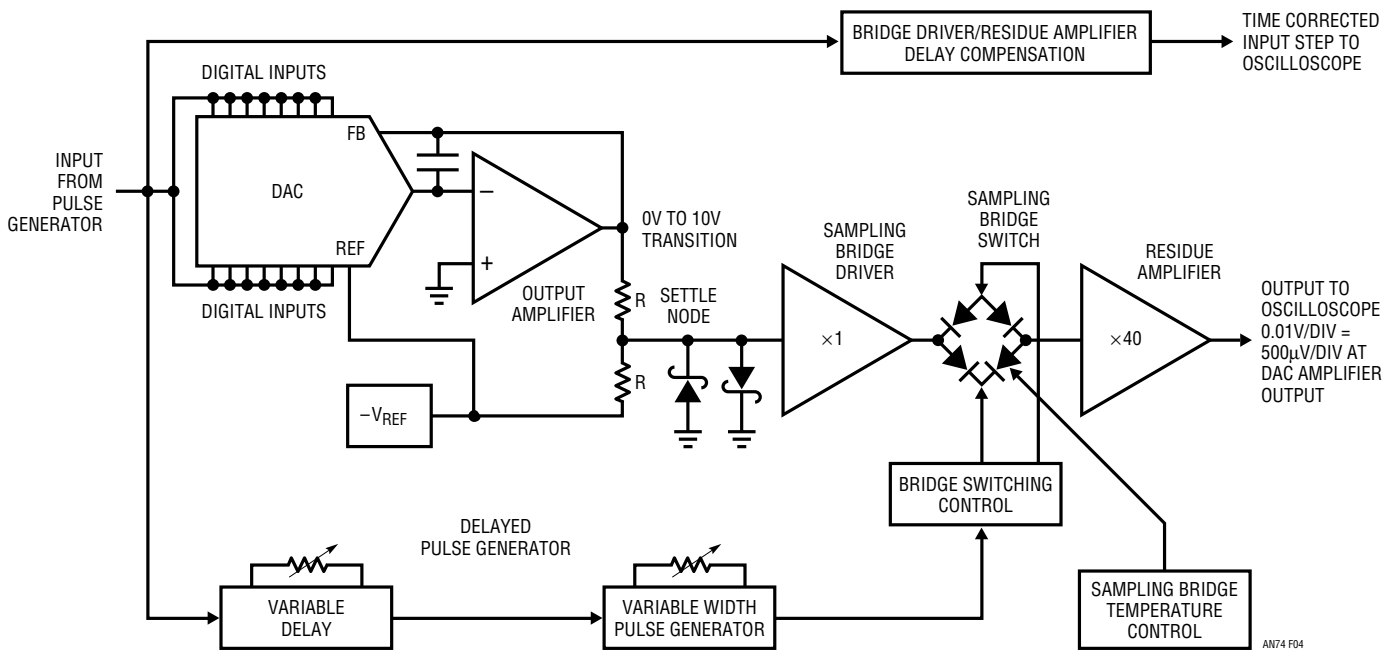 BRIDGE DRIVER/RESIDUE AMPLIFIER
DELAY COMPENSATION
TIME CORRECTED
INPUT STEP TO
OSCILLOSCOPE
DIGITAL INPUTS
FB
INPUT
FROM
PULSE
GENERATOR
DAC
REF
DIGITAL INPUTS
−
+
OUTPUT
AMPLIFIER
0V TO 10V
TRANSITION
R
SETTLE
NODE
R
−VREF
SAMPLING
BRIDGE
DRIVER
×1
SAMPLING
BRIDGE
SWITCH
RESIDUE
AMPLIFIER
×40
OUTPUT TO
OSCILLOSCOPE
0.01V/DIV =
500µV/DIV AT
DAC AMPLIFIER
OUTPUT
BRIDGE SWITCHING
CONTROL
DELAYED
PULSE GENERATOR
VARIABLE
DELAY
VARIABLE WIDTH
PULSE GENERATOR
SAMPLING BRIDGE
TEMPERATURE
CONTROL
AN74 F04